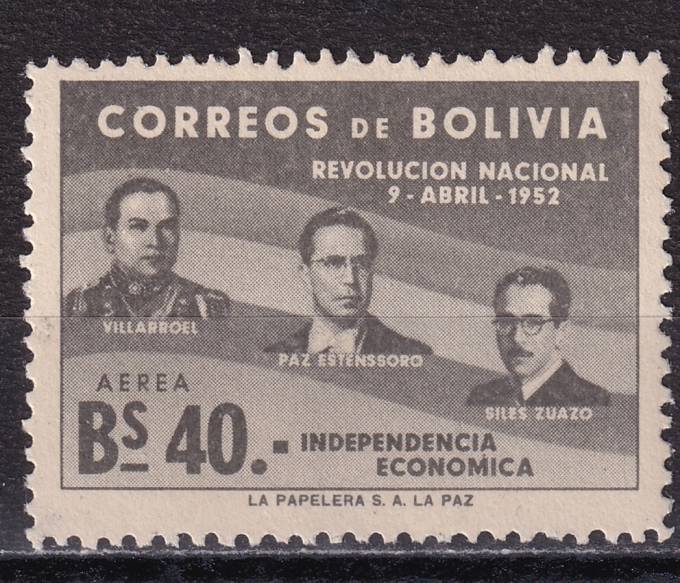 CORREOS DE BOLIVIA
REVOLUCION NACIONAL
9-ABRIL-1952
VILLARROEL
PAZ ESTENSSORO
SILES ZUAZO
AEREA
BS 40.-
INDEPENDENCIA
ECONOMICA
LA PAPELERA S. A. LA PAZ